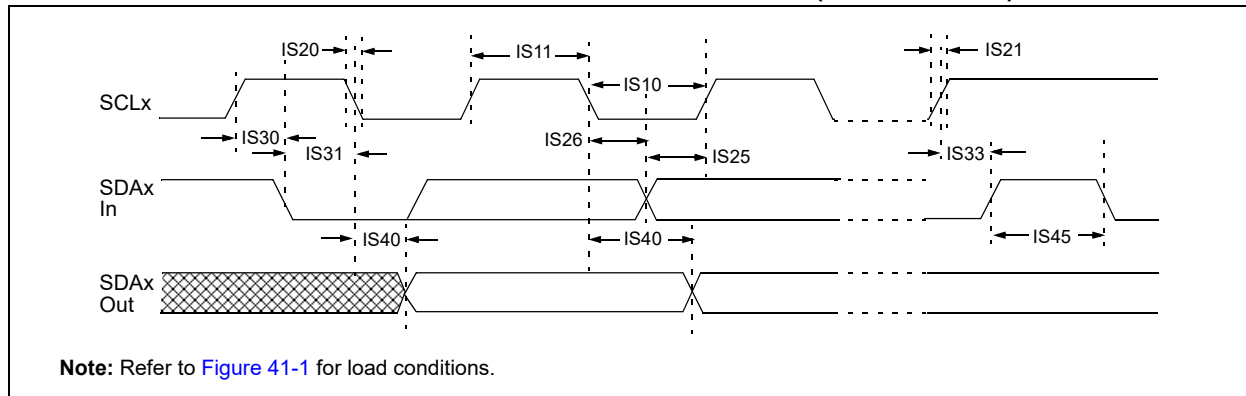 IS20
IS11
IS21
IS10
SCLx
IS30
IS26
IS31
IS25
IS33
SDAx
In
IS40
IS40
IS45
SDAx
Out
Note: Refer to Figure 41-1 for load conditions.